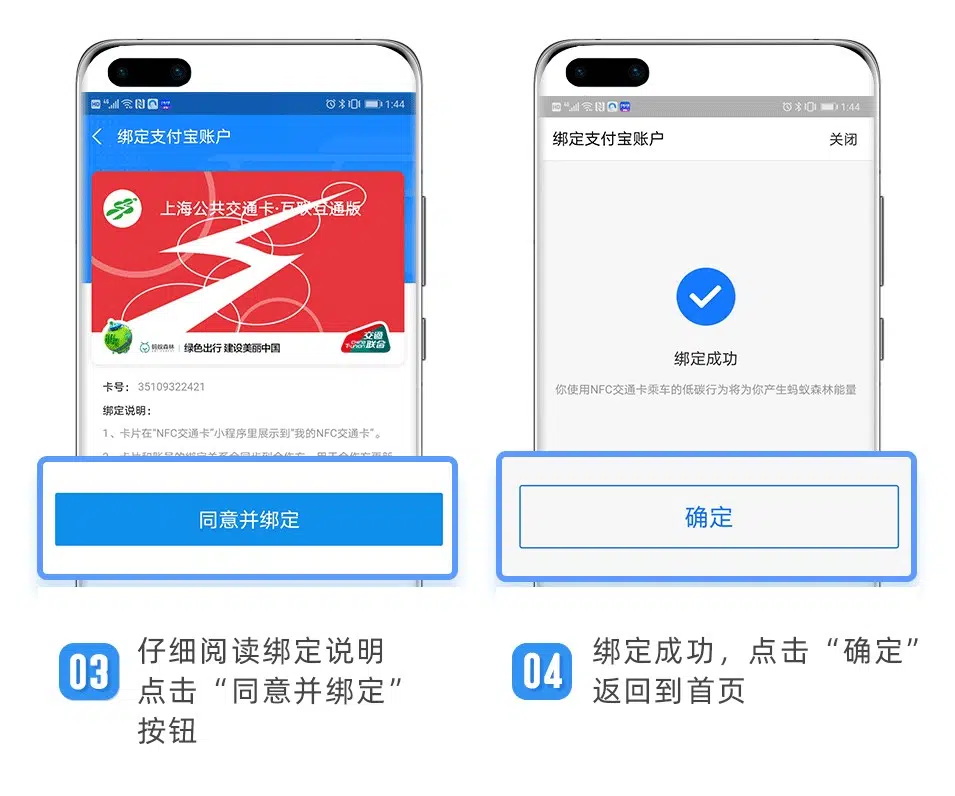 1:44
绑定支付宝账户
上海公共交通卡·互联互通版
蚂蚁森林 | 绿色出行 建设美丽中国
交通
联合
卡号： 35109322421
绑定说明：
1、卡片在“NFC交通卡”小程序里展示到“我的NFC交通卡”。
同意并绑定
03
仔细阅读绑定说明
点击“同意并绑定”
按钮
1:44
绑定支付宝账户 关闭
绑定成功
你使用NFC交通卡乘车的低碳行为将为你产生蚂蚁森林能量
确定
04
绑定成功，点击“确定”
返回到首页